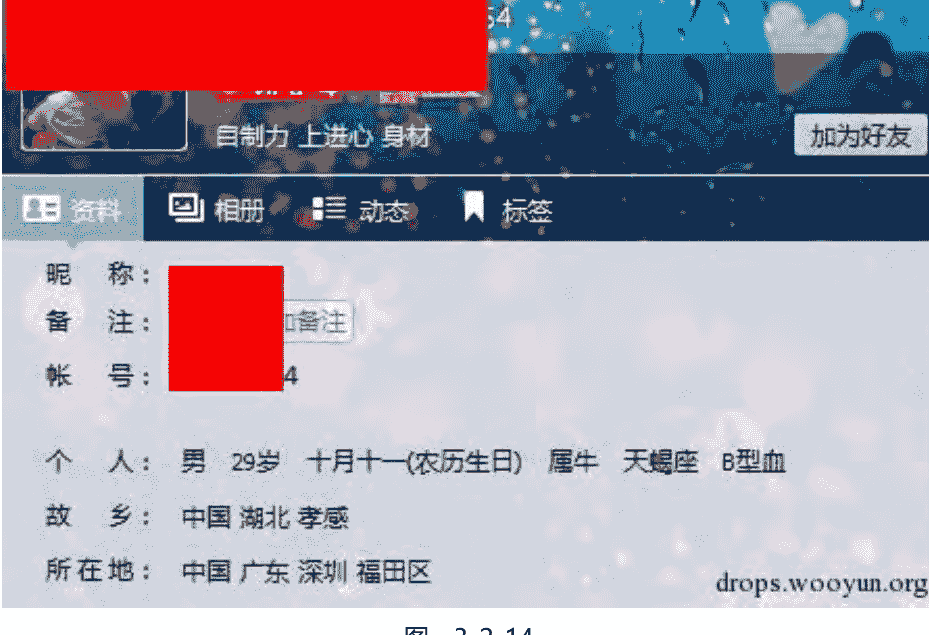 54
自制力 上进心 身材
加为好友
资料 相册 动态 标签
昵 称：
备 注： 加备注
帐 号： 4
个 人： 男 29岁 十月十一(农历生日) 属牛 天蝎座 B型血
故 乡： 中国 湖北 孝感
所在地： 中国 广东 深圳 福田区
drops.wooyun.org